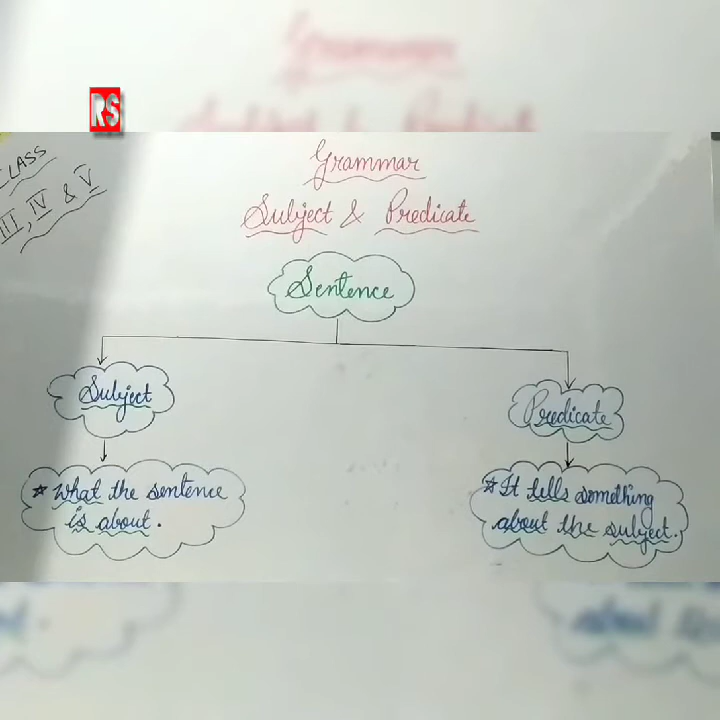 RS
CLASS
III, IV & V
Grammar
Subject & Predicate
Sentence
Subject
Predicate
* What the sentence
is about.
* It tells something
about the subject.